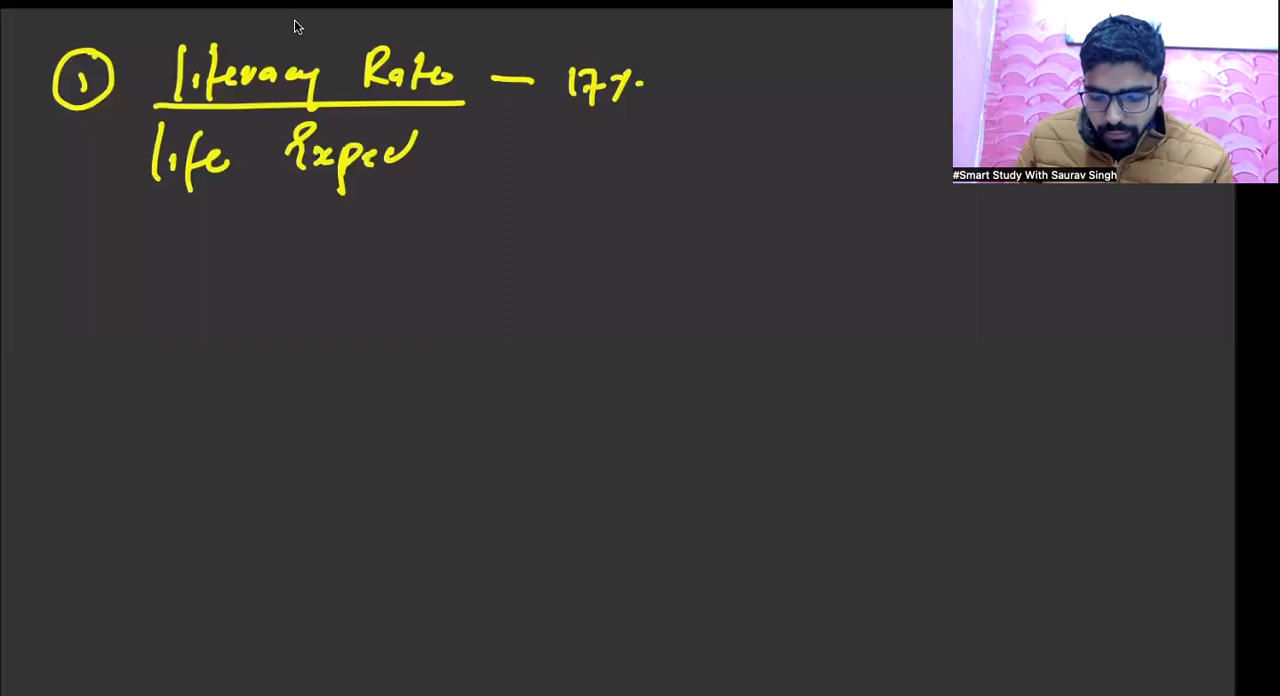 ① Literacy Rate — 17%.
Life Expec
#Smart Study With Saurav Singh